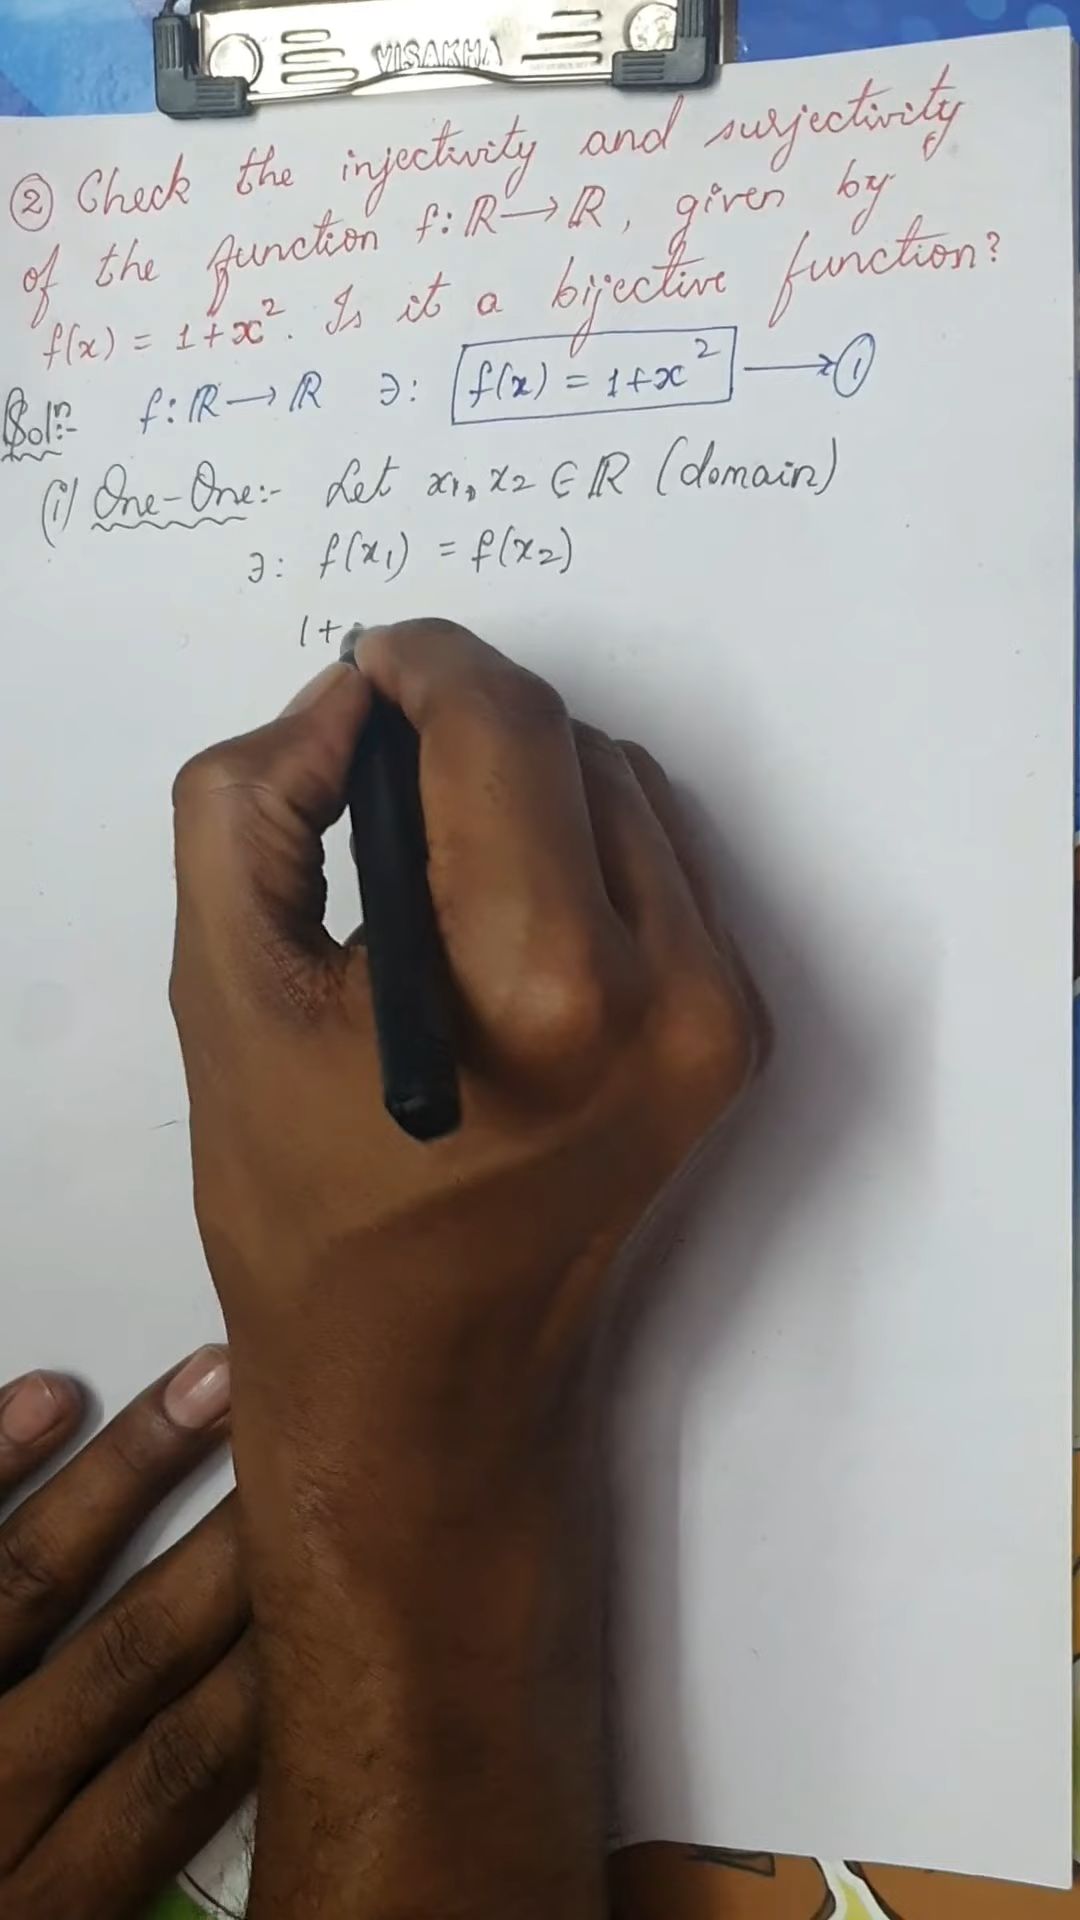 VISAKHA
② Check the injectivity and surjectivity
of the function f: ℝ → ℝ, given by
f(x) = 1 + x². Is it a bijective function?
Solⁿ:- f: ℝ → ℝ ∋: f(x) = 1 + x² → ①
(i) One-One:- Let x₁, x₂ ∈ ℝ (domain)
∋: f(x₁) = f(x₂)
1 +